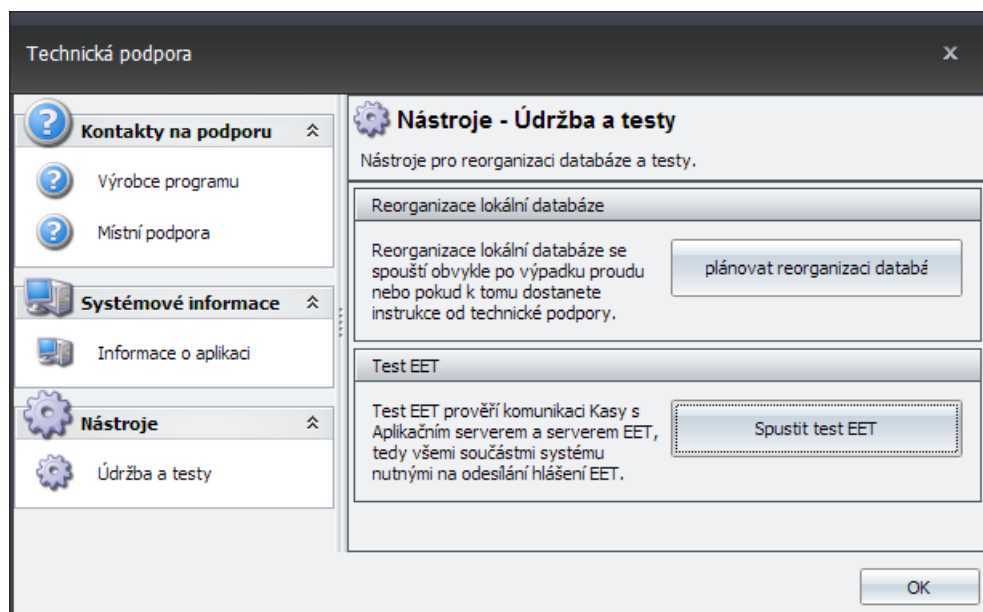 Technická podpora
Kontakty na podporu
Výrobce programu
Místní podpora
Systémové informace
Informace o aplikaci
Nástroje
Údržba a testy
Nástroje - Údržba a testy
Nástroje pro reorganizaci databáze a testy.
Reorganizace lokální databáze
Reorganizace lokální databáze se
spouští obvykle po výpadku proudu
nebo pokud k tomu dostanete
instrukce od technické podpory.
plánovat reorganizaci databá
Test EET
Test EET prověří komunikaci Kasy s
Aplikačním serverem a serverem EET,
tedy všemi součástmi systému
nutnými na odesílání hlášení EET.
Spustit test EET
OK